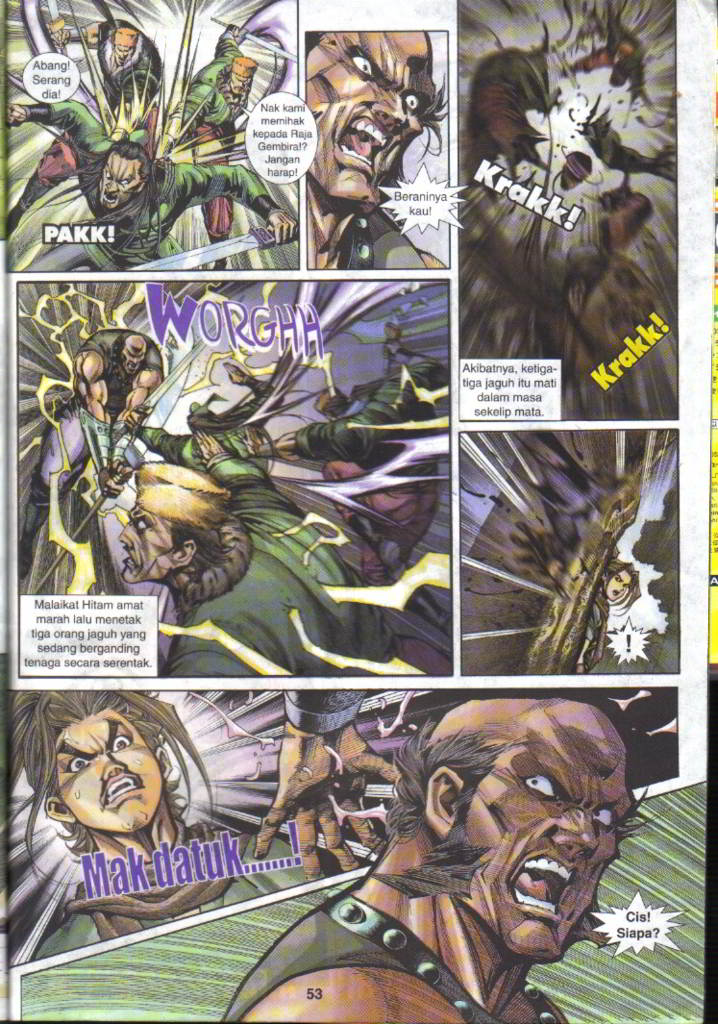 Abang!
Serang
dia!
Nak kami
memihak
kepada Raja
Gembira!?
Jangan
harap!
PAKK!
Beraninya
kau!
Krakk!
Krakk!
Akibatnya, ketiga-
tiga jaguh itu mati
dalam masa
sekelip mata.
WORGHH
Malaikat Hitam amat
marah lalu menetak
tiga orang jaguh yang
sedang berganding
tenaga secara serentak.
!
Mak datuk........!
Cis!
Siapa?
53